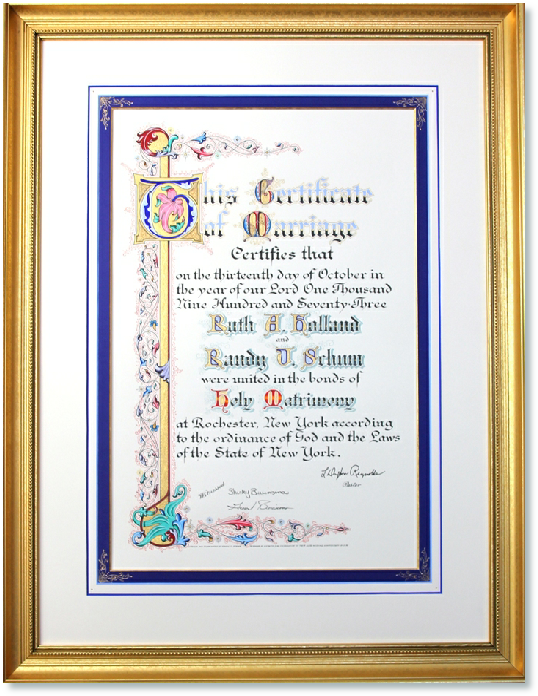 This Certificate
of Marriage
Certifies that
on the thirteenth day of October in
the year of our Lord One Thousand
Nine Hundred and Seventy-Three
Ruth A. Holland
and
Randy J. Schum
were united in the bonds of
Holy Matrimony
at Rochester, New York according
to the ordinance of God and the Laws
of the State of New York.
Pastor
Witnessed